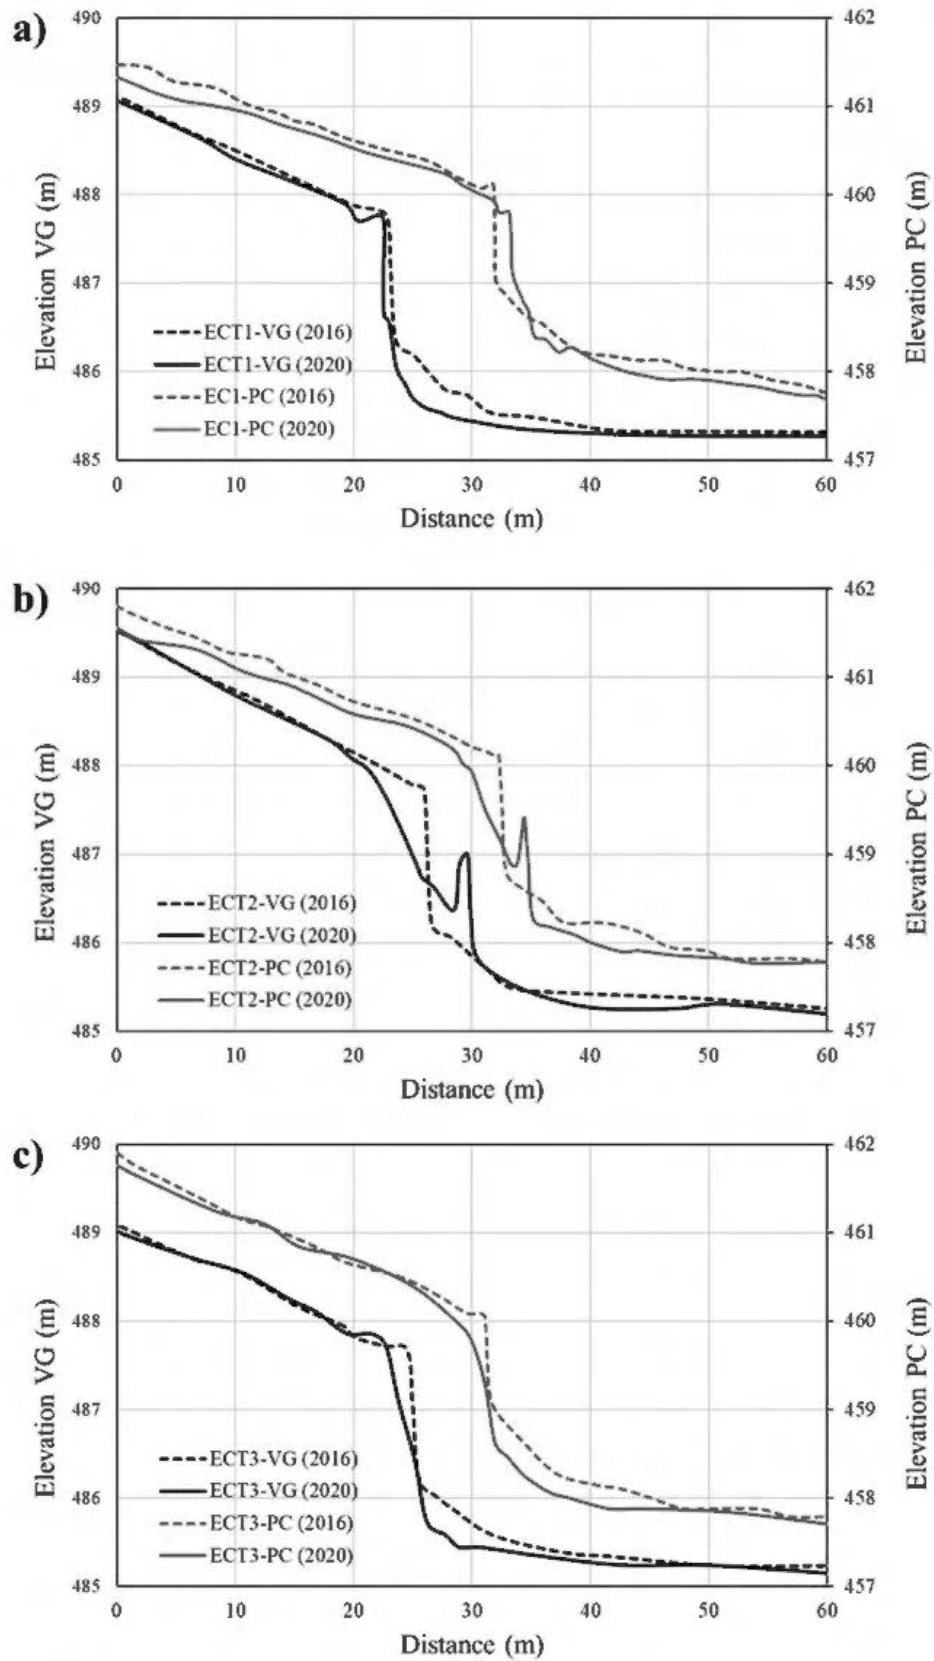 a)
490
489
488
487
486
485
Elevation VG (m)
462
461
460
459
458
457
Elevation PC (m)
ECT1-VG (2016)
ECT1-VG (2020)
EC1-PC (2016)
EC1-PC (2020)
0 10 20 30 40 50 60
Distance (m)
b)
490
489
488
487
486
485
Elevation VG (m)
462
461
460
459
458
457
Elevation PC (m)
ECT2-VG (2016)
ECT2-VG (2020)
ECT2-PC (2016)
ECT2-PC (2020)
0 10 20 30 40 50 60
Distance (m)
c)
490
489
488
487
486
485
Elevation VG (m)
462
461
460
459
458
457
Elevation PC (m)
ECT3-VG (2016)
ECT3-VG (2020)
ECT3-PC (2016)
ECT3-PC (2020)
0 10 20 30 40 50 60
Distance (m)